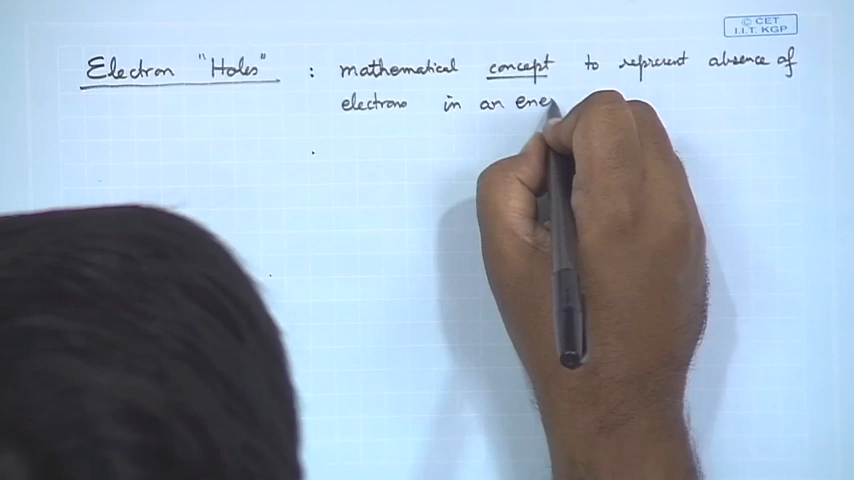 © CET
I.I.T. KGP
Electron "Holes" : mathematical concept to represent absence of
electrons in an ene